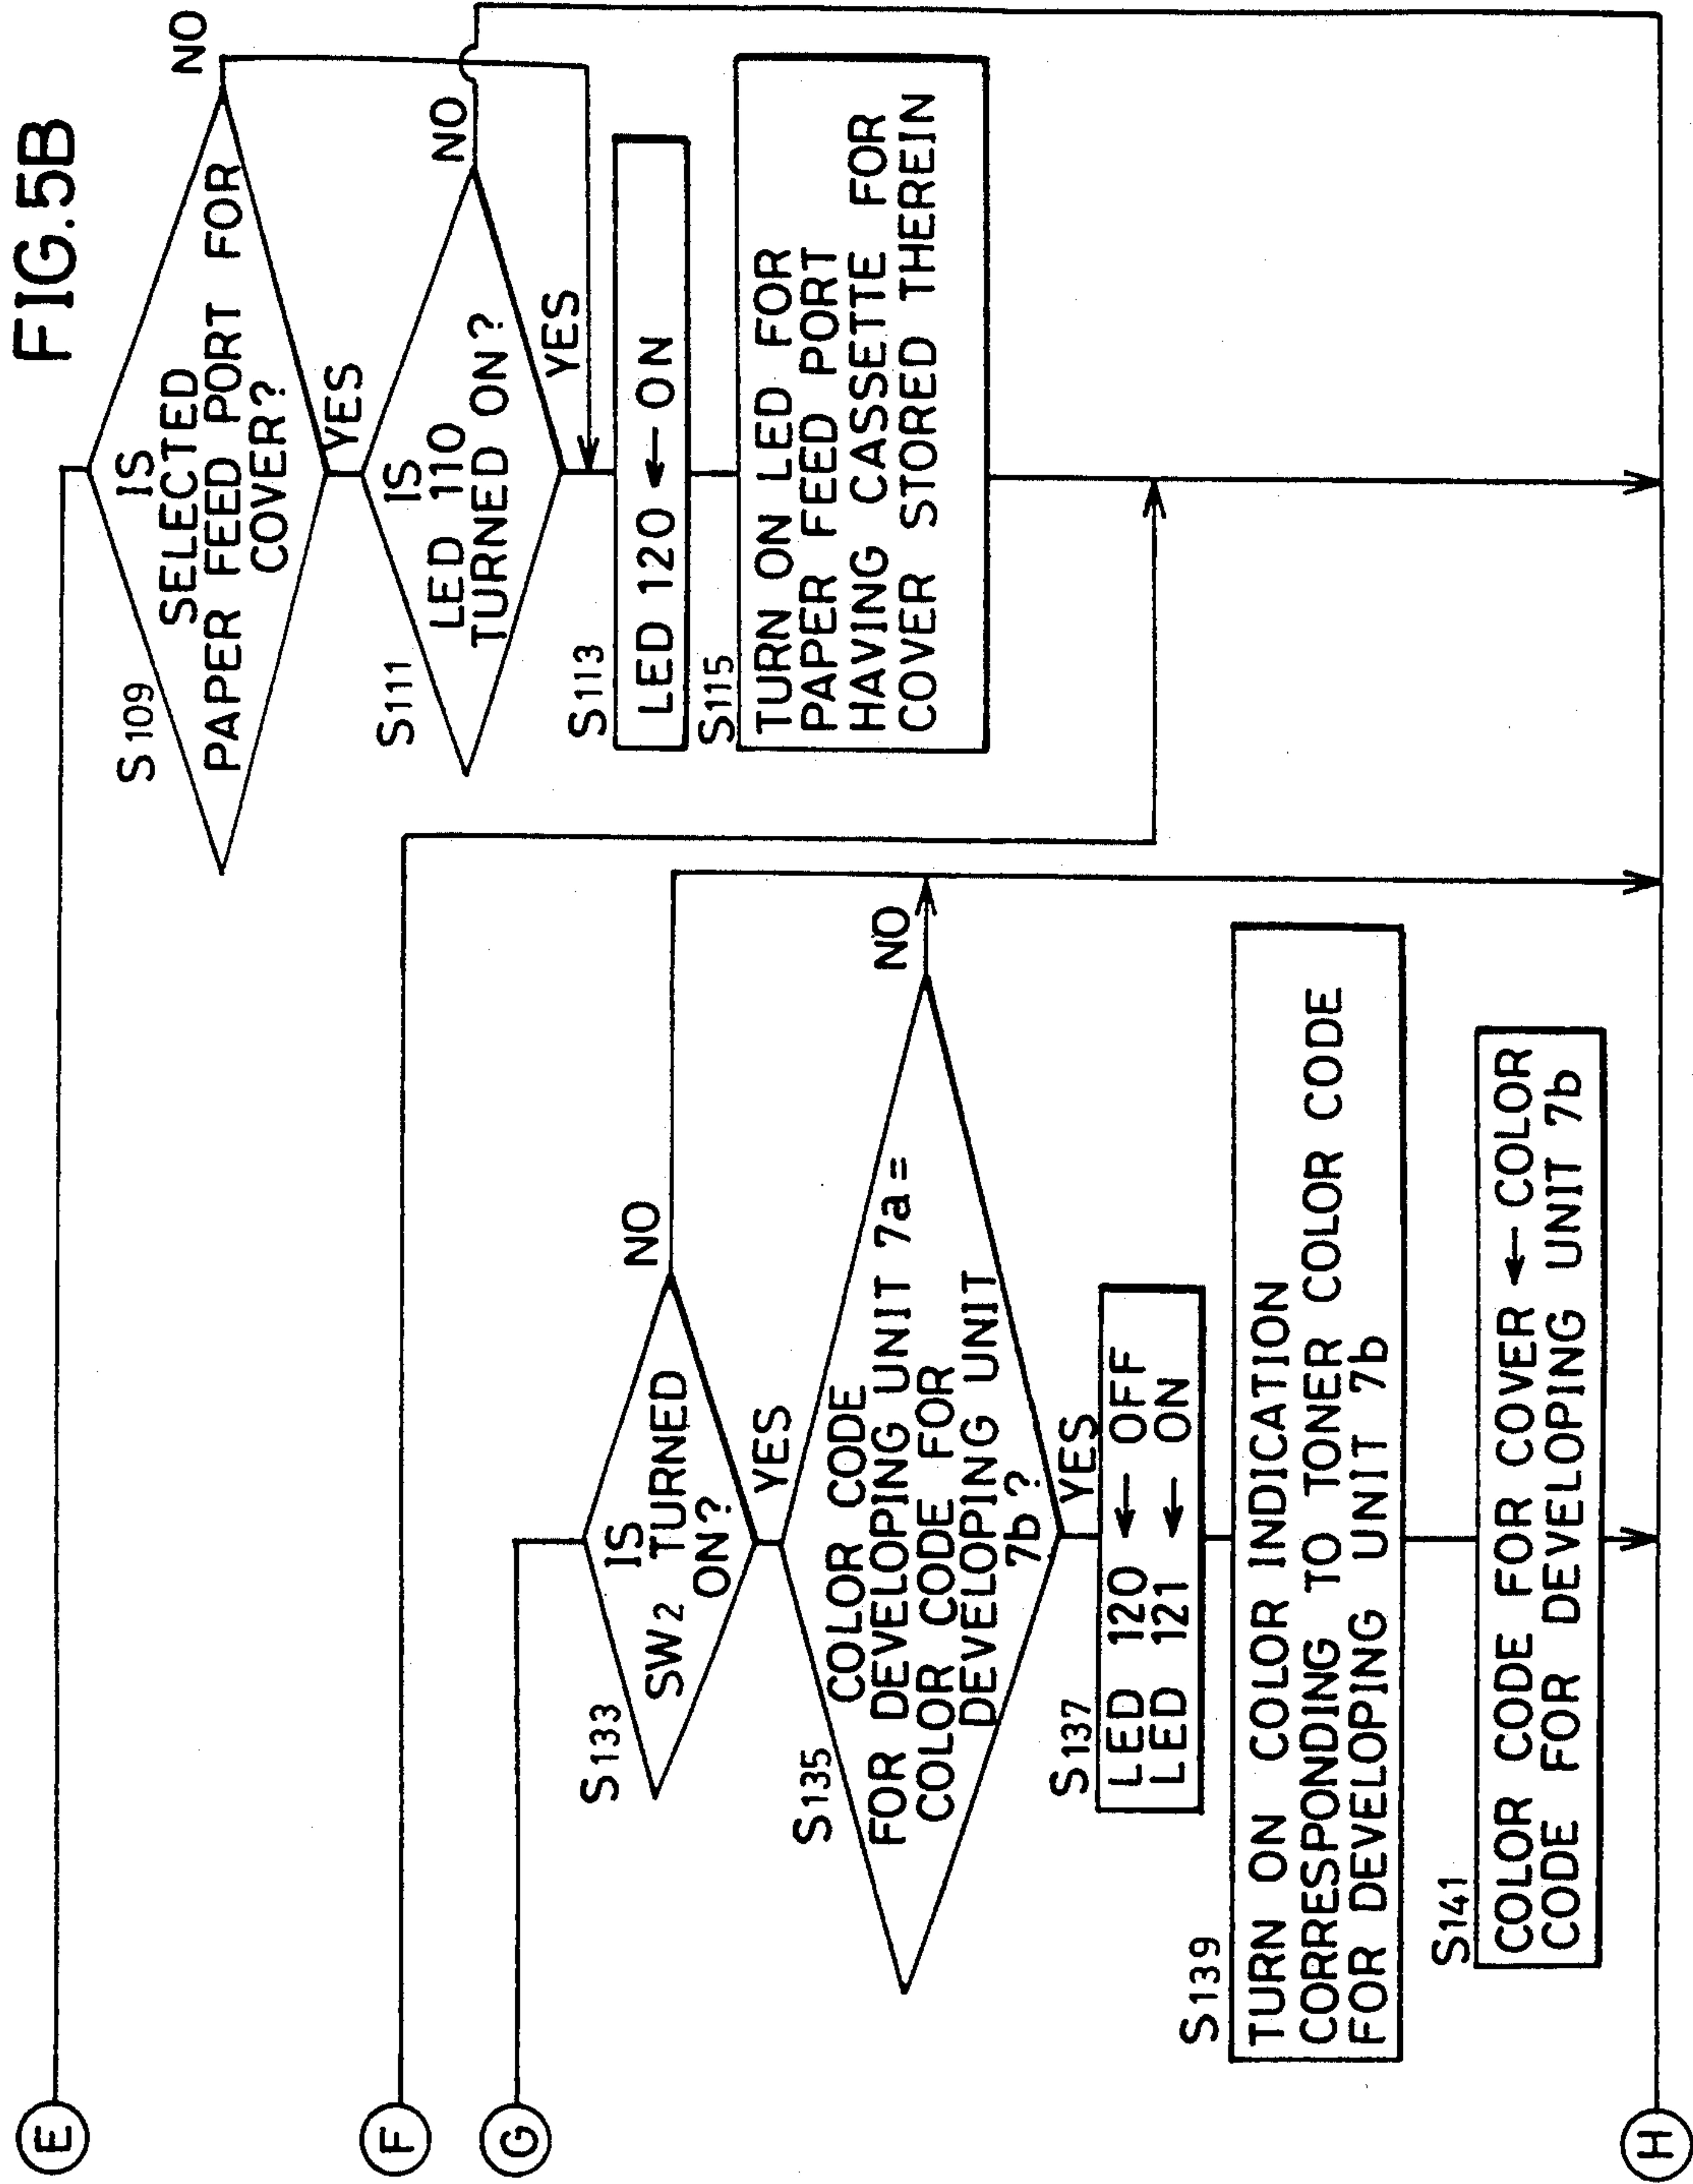 FIG.5B
E
S109
IS
SELECTED
PAPER FEED PORT FOR
COVER?
NO
YES
S111
IS
LED 110
TURNED ON?
NO
YES
S113
LED 120 ← ON
S115
TURN ON LED FOR
PAPER FEED PORT
HAVING CASSETTE FOR
COVER STORED THEREIN
F
G
S133
IS
SW2 TURNED
ON?
NO
YES
S135
COLOR CODE
FOR DEVELOPING UNIT 7a =
COLOR CODE FOR
DEVELOPING UNIT
7b?
NO
YES
S137
LED 120 ← OFF
LED 121 ← ON
S139
TURN ON COLOR INDICATION
CORRESPONDING TO TONER COLOR CODE
FOR DEVELOPING UNIT 7b
S141
COLOR CODE FOR COVER ← COLOR
CODE FOR DEVELOPING UNIT 7b
H